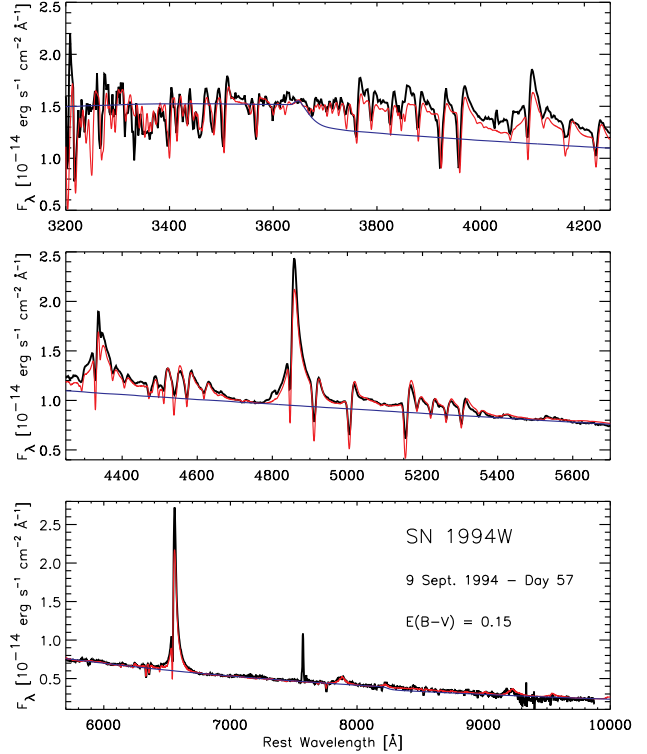 2.5
2.0
1.5
1.0
0.5
F_λ [10⁻¹⁴ erg s⁻¹ cm⁻² Å⁻¹]
3200 3400 3600 3800 4000 4200
2.5
2.0
1.5
1.0
0.5
F_λ [10⁻¹⁴ erg s⁻¹ cm⁻² Å⁻¹]
4400 4600 4800 5000 5200 5400 5600
2.5
2.0
1.5
1.0
0.5
F_λ [10⁻¹⁴ erg s⁻¹ cm⁻² Å⁻¹]
SN 1994W
9 Sept. 1994 – Day 57
E(B–V) = 0.15
6000 7000 8000 9000 10000
Rest Wavelength [Å]